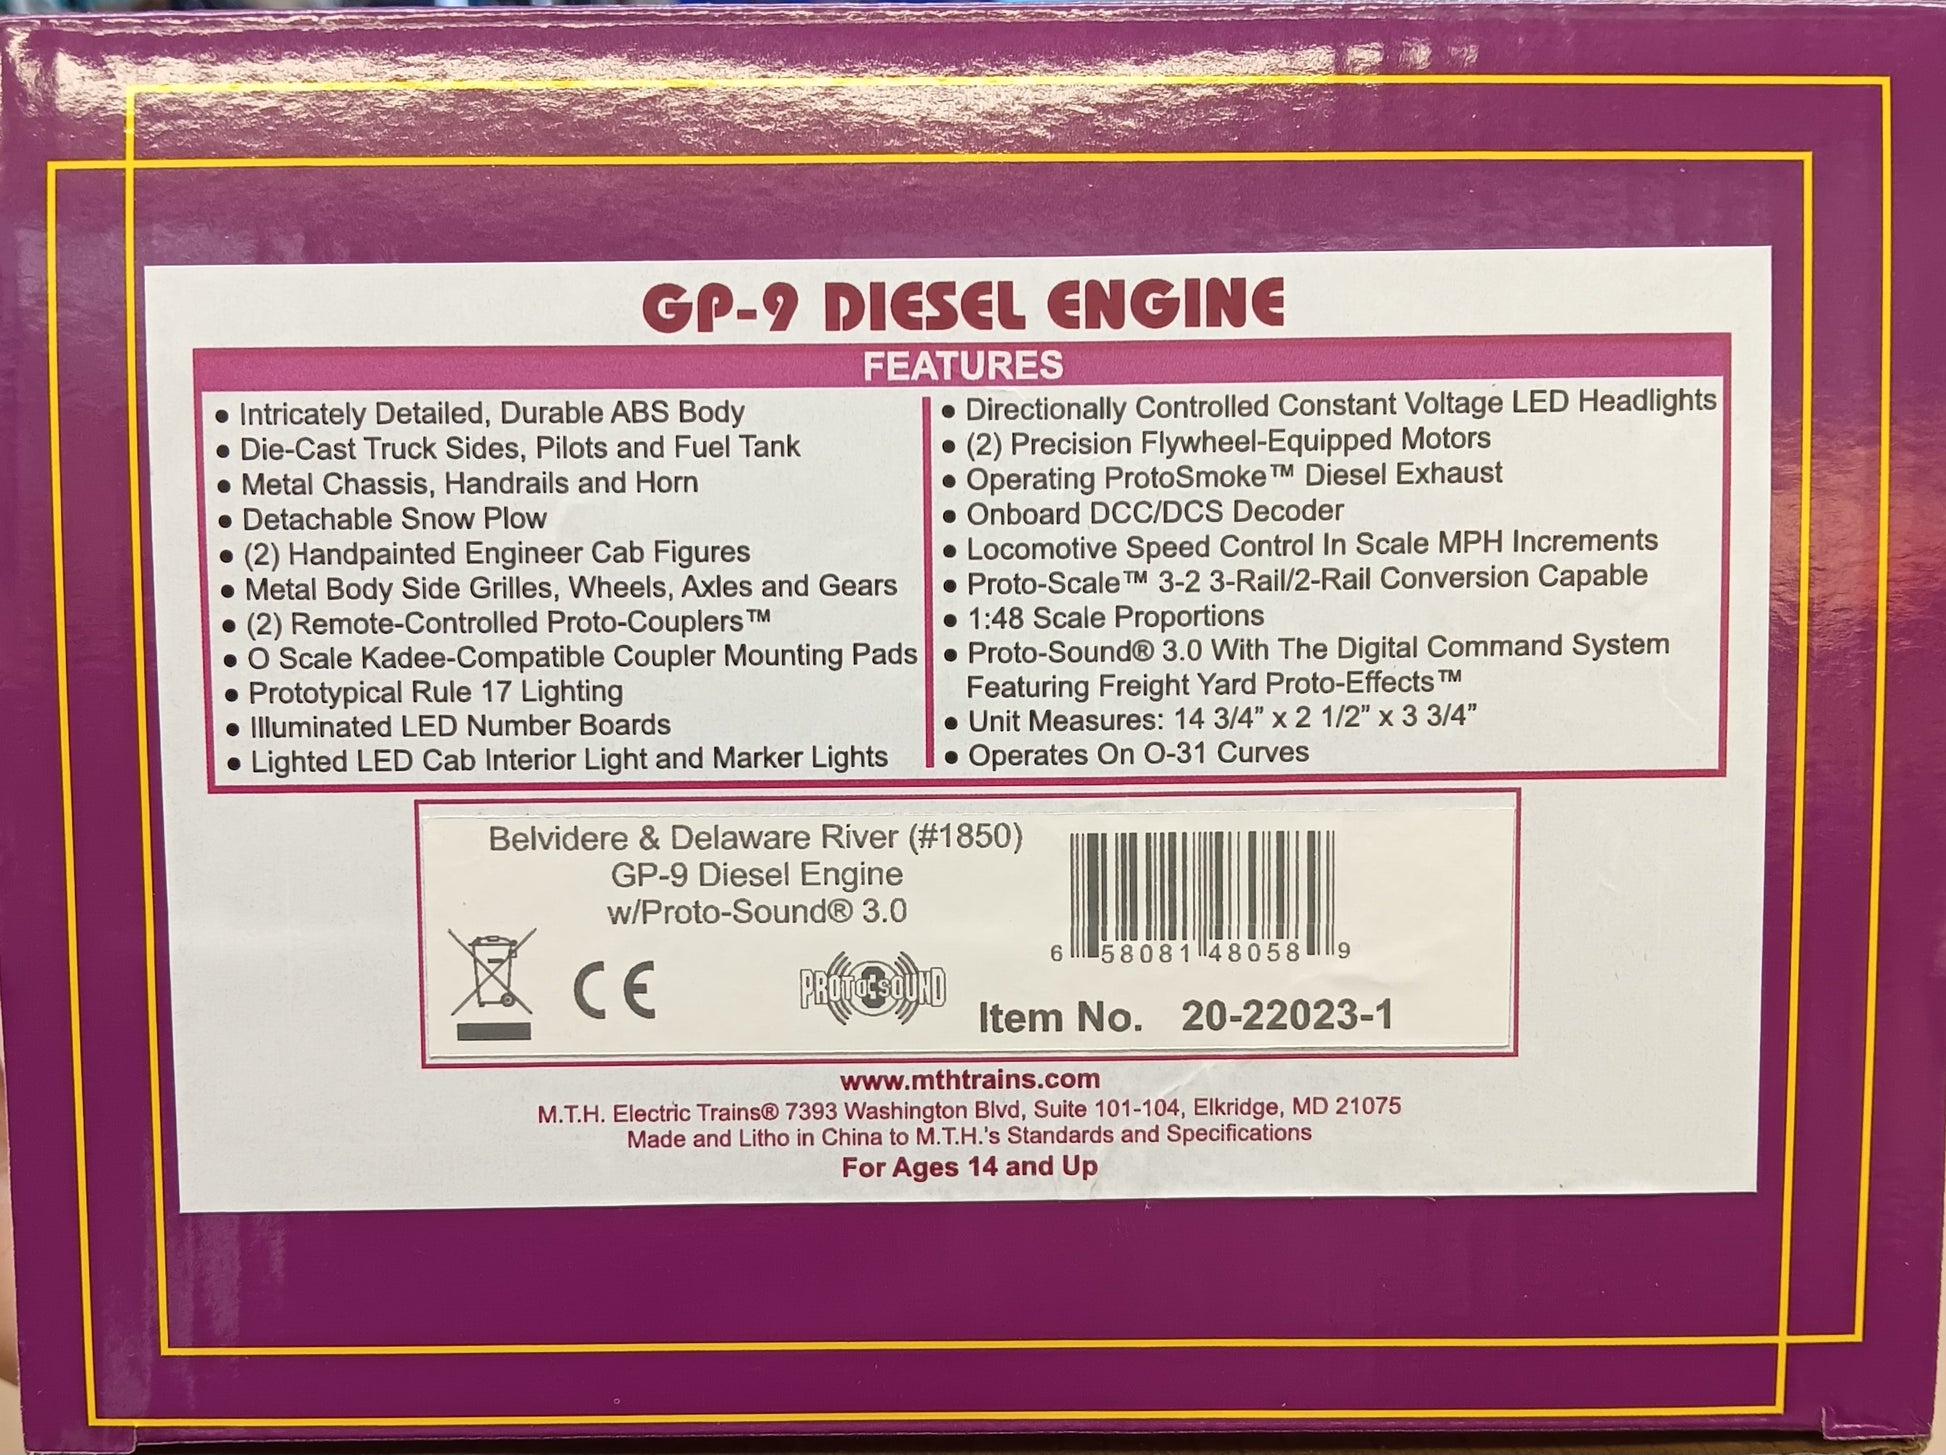 GP-9 DIESEL ENGINE
FEATURES
• Intricately Detailed, Durable ABS Body
• Die-Cast Truck Sides, Pilots and Fuel Tank
• Metal Chassis, Handrails and Horn
• Detachable Snow Plow
• (2) Handpainted Engineer Cab Figures
• Metal Body Side Grilles, Wheels, Axles and Gears
• (2) Remote-Controlled Proto-Couplers™
• O Scale Kadee-Compatible Coupler Mounting Pads
• Prototypical Rule 17 Lighting
• Illuminated LED Number Boards
• Lighted LED Cab Interior Light and Marker Lights
• Directionally Controlled Constant Voltage LED Headlights
• (2) Precision Flywheel-Equipped Motors
• Operating ProtoSmoke™ Diesel Exhaust
• Onboard DCC/DCS Decoder
• Locomotive Speed Control In Scale MPH Increments
• Proto-Scale™ 3-2 3-Rail/2-Rail Conversion Capable
• 1:48 Scale Proportions
• Proto-Sound® 3.0 With The Digital Command System
Featuring Freight Yard Proto-Effects™
• Unit Measures: 14 3/4” x 2 1/2” x 3 3/4”
• Operates On O-31 Curves
Belvidere & Delaware River (#1850)
GP-9 Diesel Engine
w/Proto-Sound® 3.0
6 58081 48058 9
CE
PROTO 3 SOUND
Item No. 20-22023-1
www.mthtrains.com
M.T.H. Electric Trains® 7393 Washington Blvd, Suite 101-104, Elkridge, MD 21075
Made and Litho in China to M.T.H.'s Standards and Specifications
For Ages 14 and Up